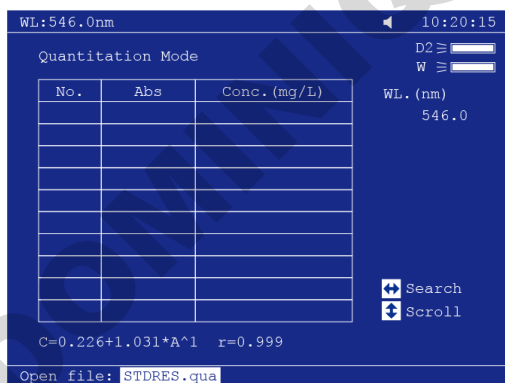 WL:546.0nm 10:20:15
Quantitation Mode
D2
W
No. Abs Conc.(mg/L)
WL.(nm)
546.0
Search
Scroll
C=0.226+1.031*A^1 r=0.999
Open file: STDRES.qua
DOMINIQUE